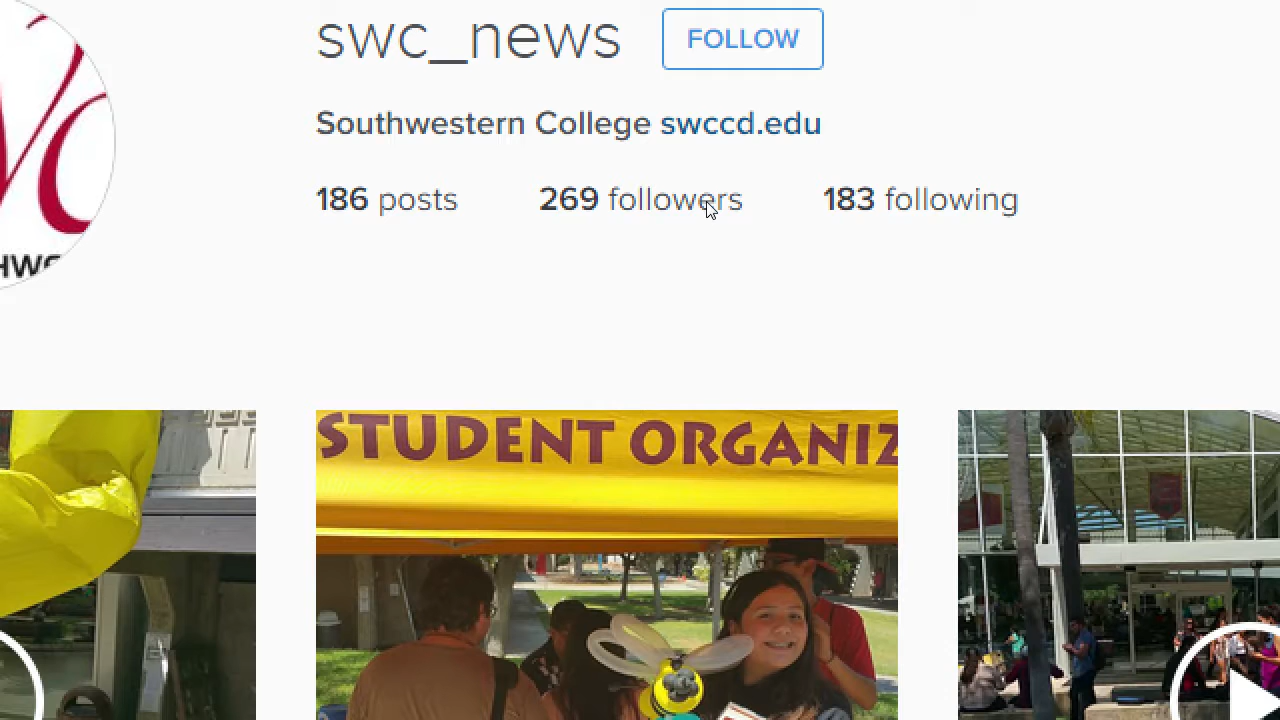 swc_news FOLLOW
Southwestern College swccd.edu
186 posts 269 followers 183 following
STUDENT ORGANIZ